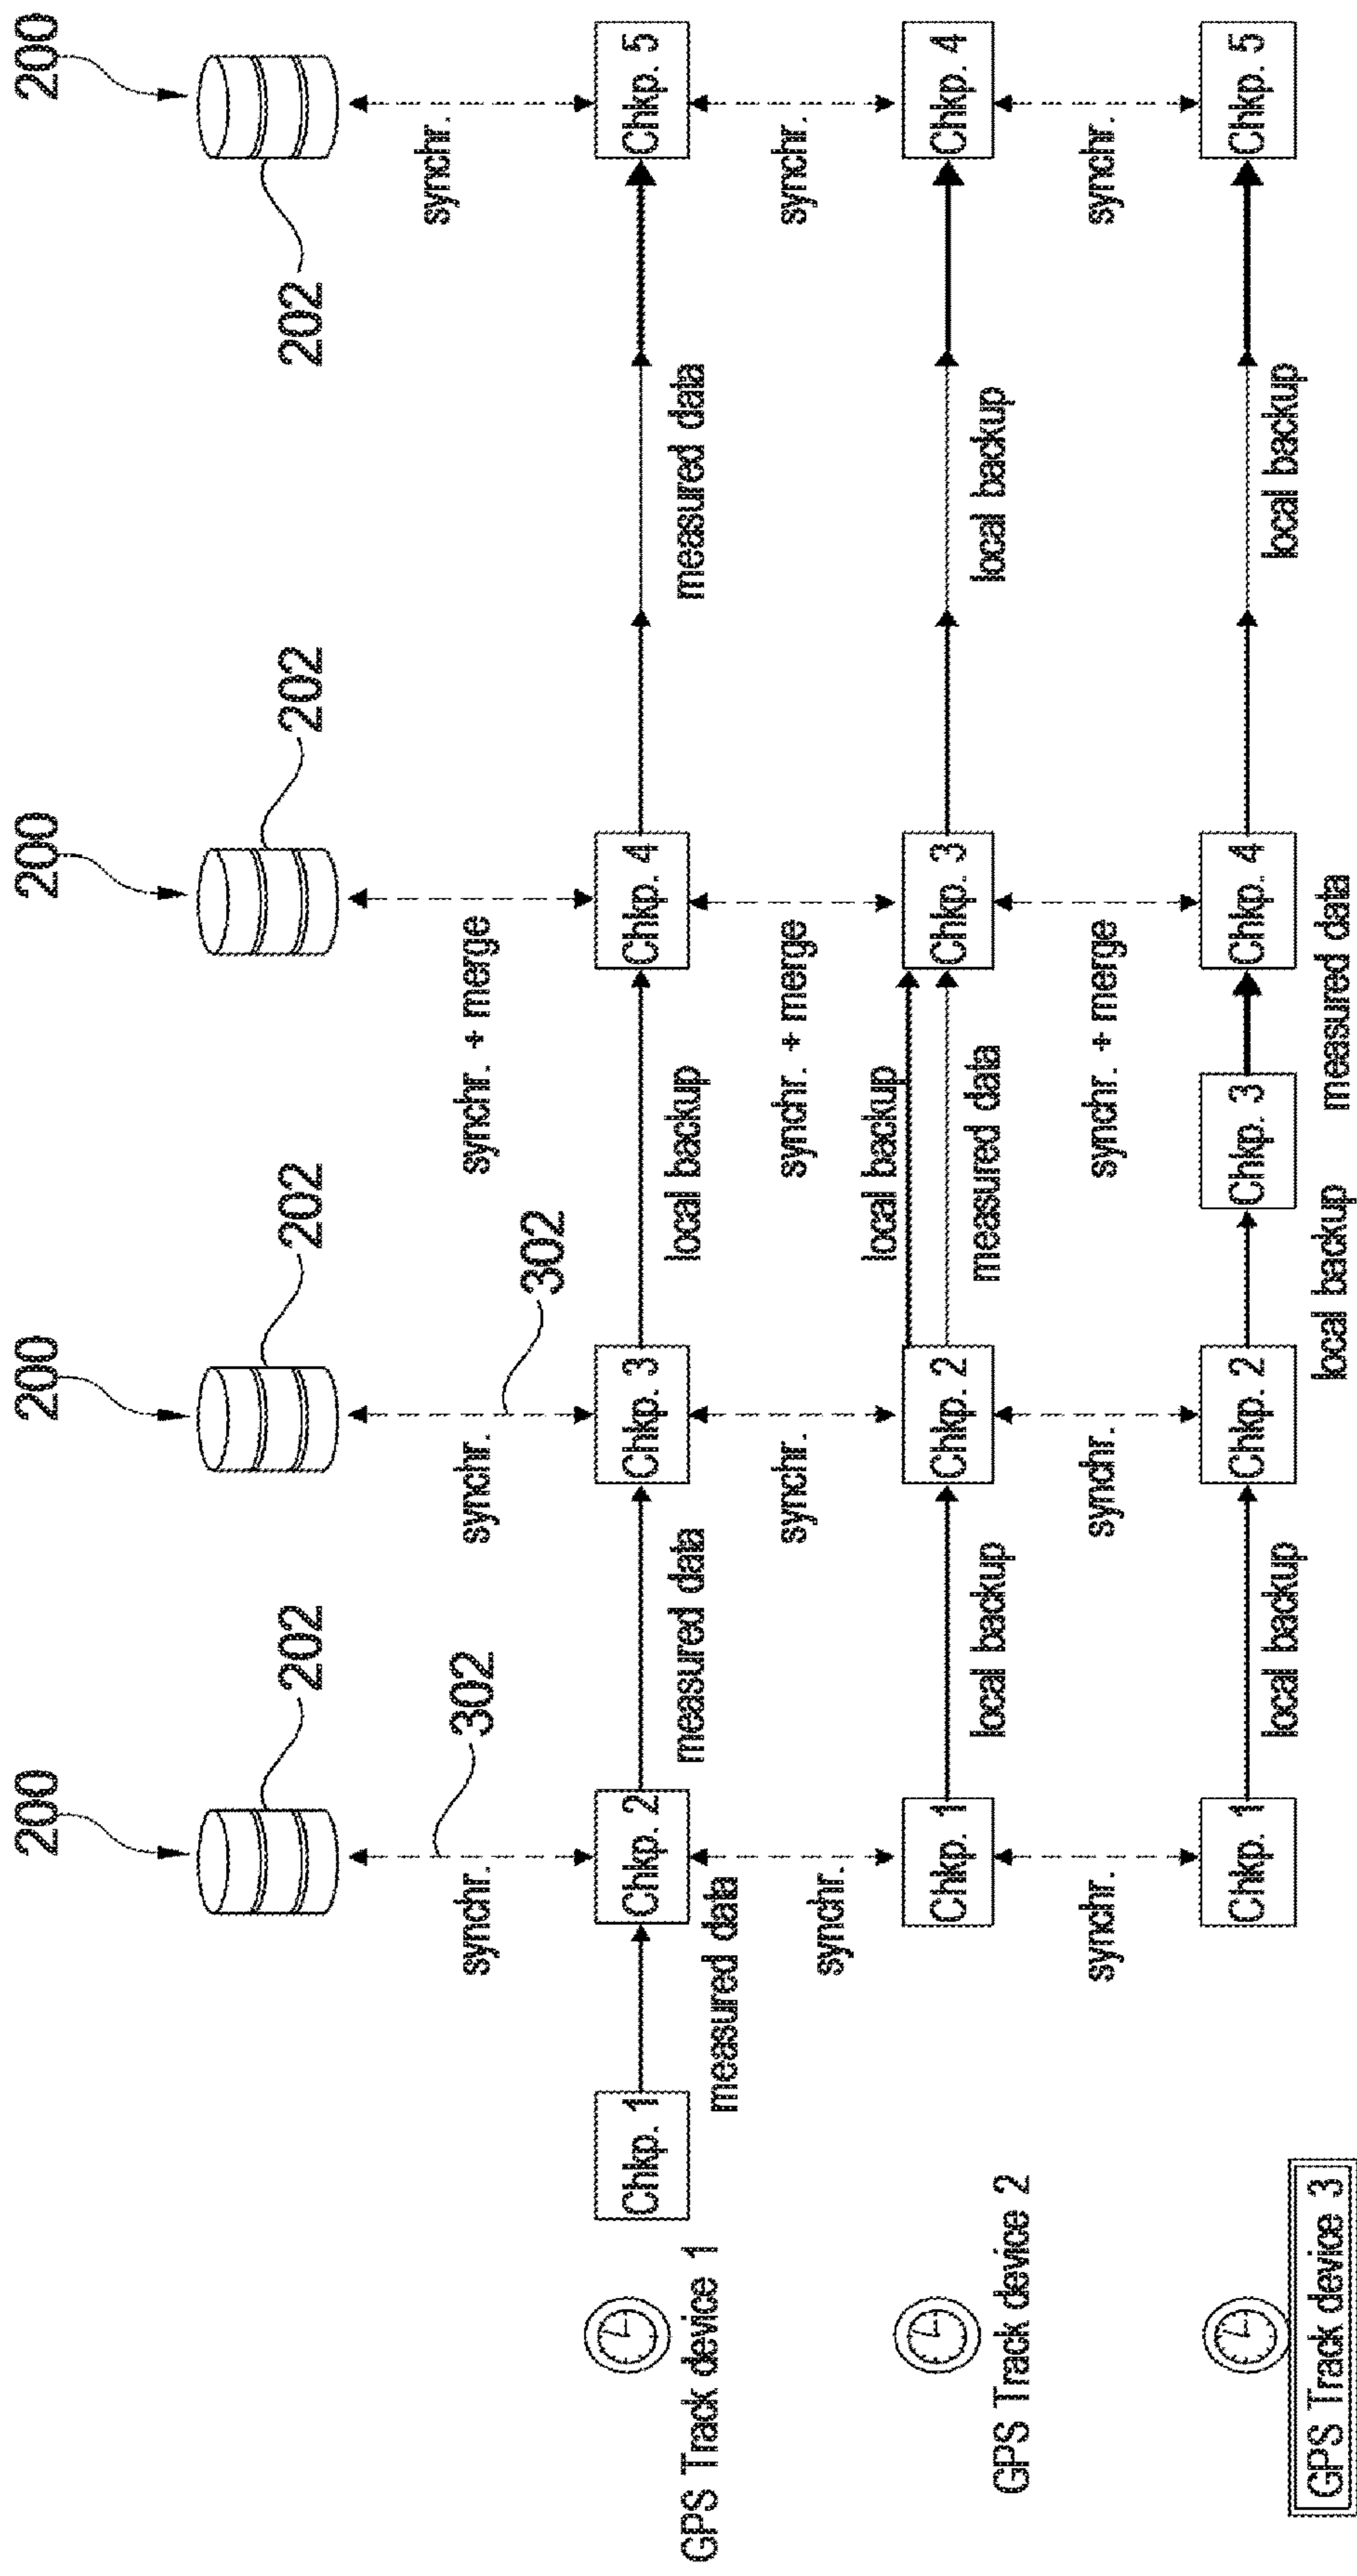 200
200
200
200
202
202
202
202
synchr.
302
synchr.
302
synchr. + merge
synchr.
GPS Track device 1
Chkp. 1
measured data
Chkp. 2
measured data
Chkp. 3
local backup
Chkp. 4
measured data
Chkp. 5
synchr.
synchr.
synchr. + merge
synchr.
GPS Track device 2
Chkp. 1
local backup
Chkp. 2
local backup
measured data
Chkp. 3
local backup
Chkp. 4
synchr.
synchr.
synchr. + merge
synchr.
GPS Track device 3
Chkp. 1
local backup
Chkp. 2
local backup
Chkp. 3
measured data
Chkp. 4
local backup
Chkp. 5